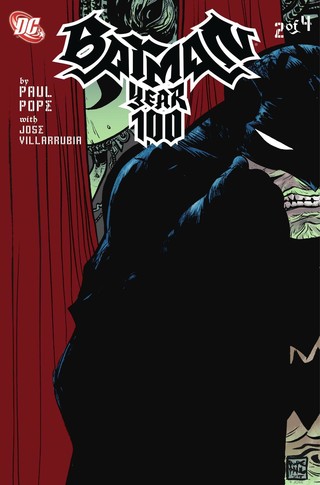 DC
BATMAN
YEAR
100
2 of 4
by
PAUL
POPE
with
JOSE
VILLARRUBIA